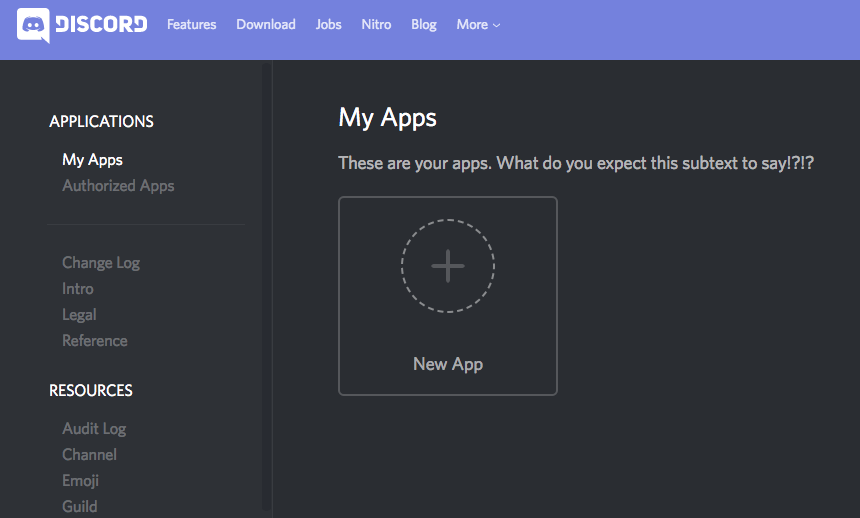 DISCORD Features Download Jobs Nitro Blog More
APPLICATIONS
My Apps
Authorized Apps
Change Log
Intro
Legal
Reference
RESOURCES
Audit Log
Channel
Emoji
Guild
My Apps
These are your apps. What do you expect this subtext to say!?!?
New App